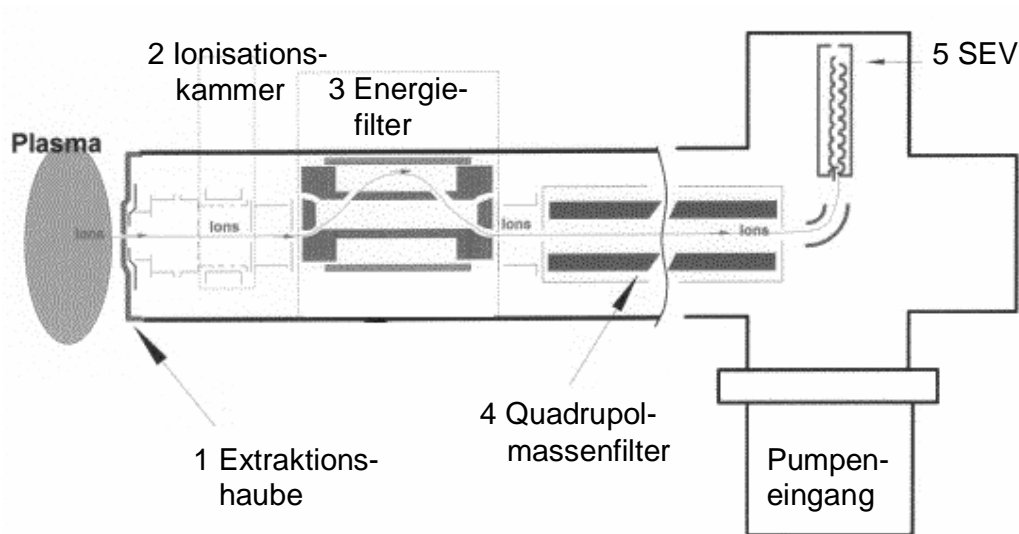 2 Ionisations-
kammer
3 Energie-
filter
5 SEV
Plasma
Ions
Ions
Ions
Ions
4 Quadrupol-
massenfilter
1 Extraktions-
haube
Pumpen-
eingang